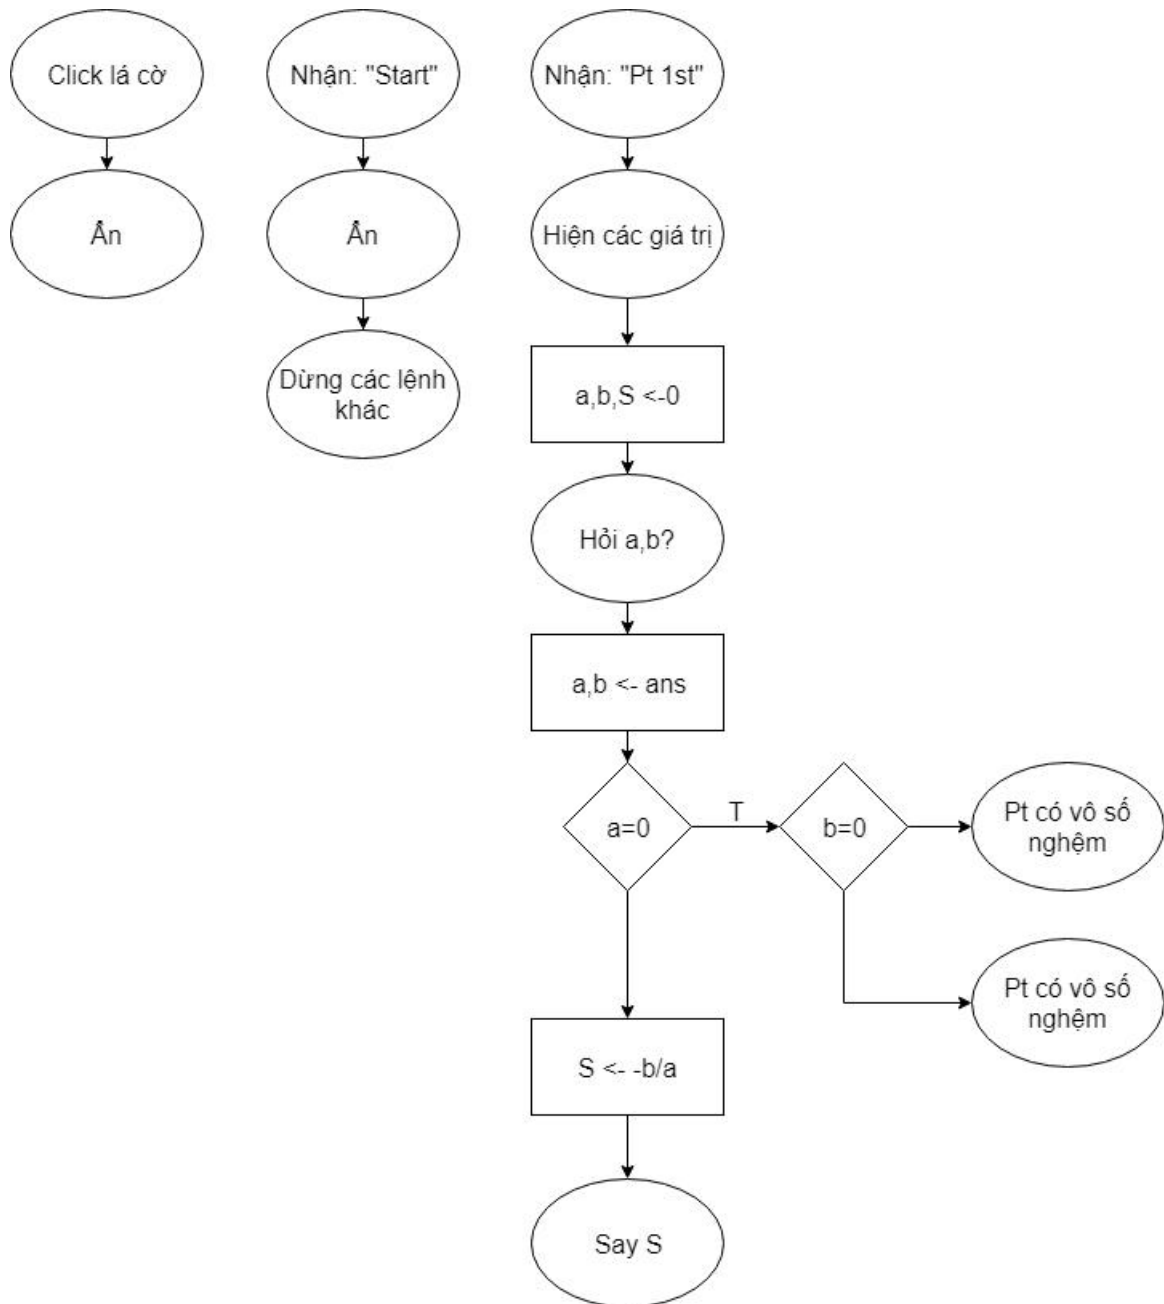 Click lá cờ
Nhận: "Start"
Nhận: "Pt 1st"
Ẩn
Ẩn
Hiện các giá trị
Dừng các lệnh
khác
a,b,S <-0
Hỏi a,b?
a,b <- ans
a=0
T
b=0
Pt có vô số
nghệm
Pt có vô số
nghệm
S <- -b/a
Say S